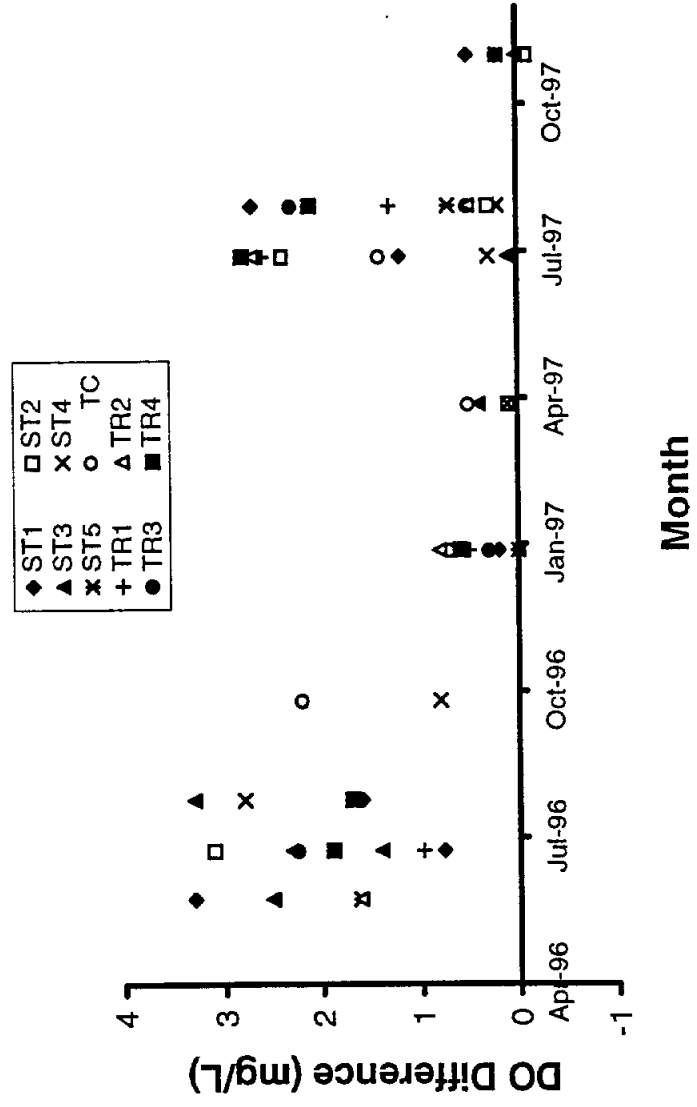 ST1 ST2
ST3 ST4
ST5 TC
TR1 TR2
TR3 TR4
DO Difference (mg/L)
4
3
2
1
0
-1
Apr-96 Jul-96 Oct-96 Jan-97 Apr-97 Jul-97 Oct-97
Month